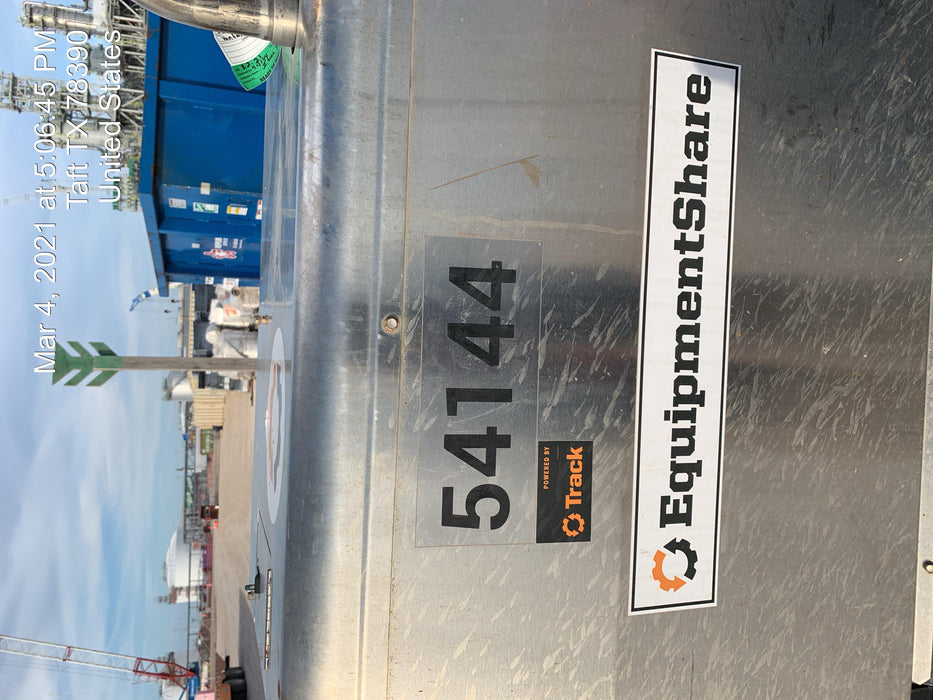 Mar 4, 2021 at 5:06:45 PM
Taft TX 78390
United States
54144
POWERED BY
Track
EquipmentShare